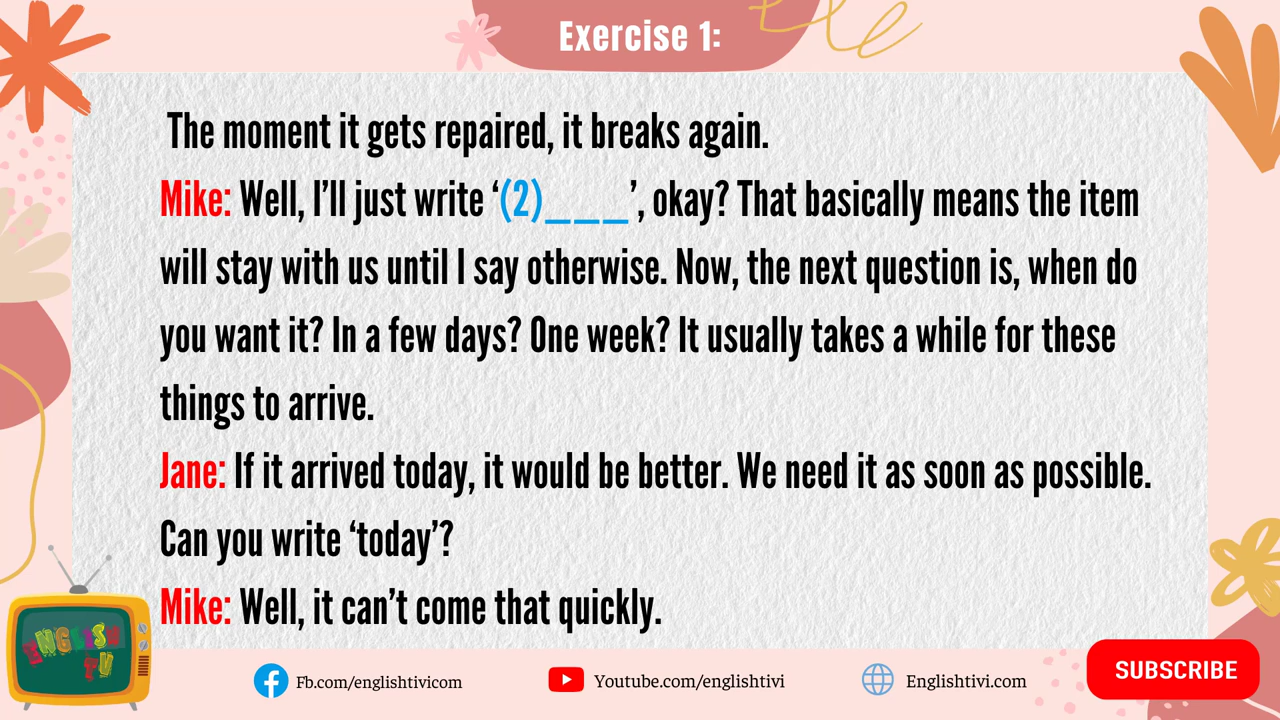 Exercise 1:
The moment it gets repaired, it breaks again.
Mike: Well, I’ll just write ‘(2)___’, okay? That basically means the item
will stay with us until I say otherwise. Now, the next question is, when do
you want it? In a few days? One week? It usually takes a while for these
things to arrive.
Jane: If it arrived today, it would be better. We need it as soon as possible.
Can you write ‘today’?
Mike: Well, it can’t come that quickly.
ENGLISH
TV
Fb.com/englishtivicom
Youtube.com/englishtivi
Englishtivi.com
SUBSCRIBE